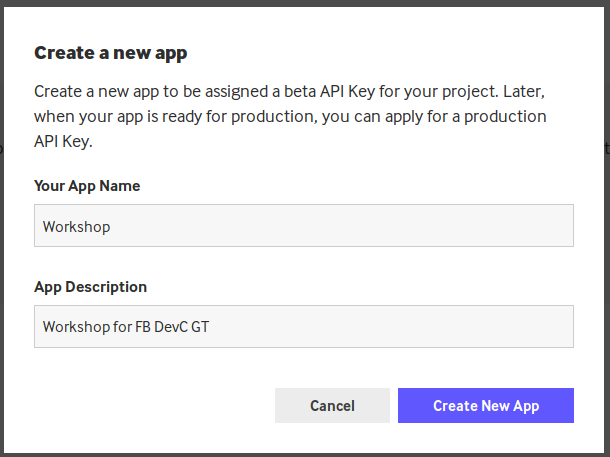 Create a new app
Create a new app to be assigned a beta API Key for your project. Later,
when your app is ready for production, you can apply for a production
API Key.
Your App Name
Workshop
App Description
Workshop for FB DevC GT
Cancel
Create New App